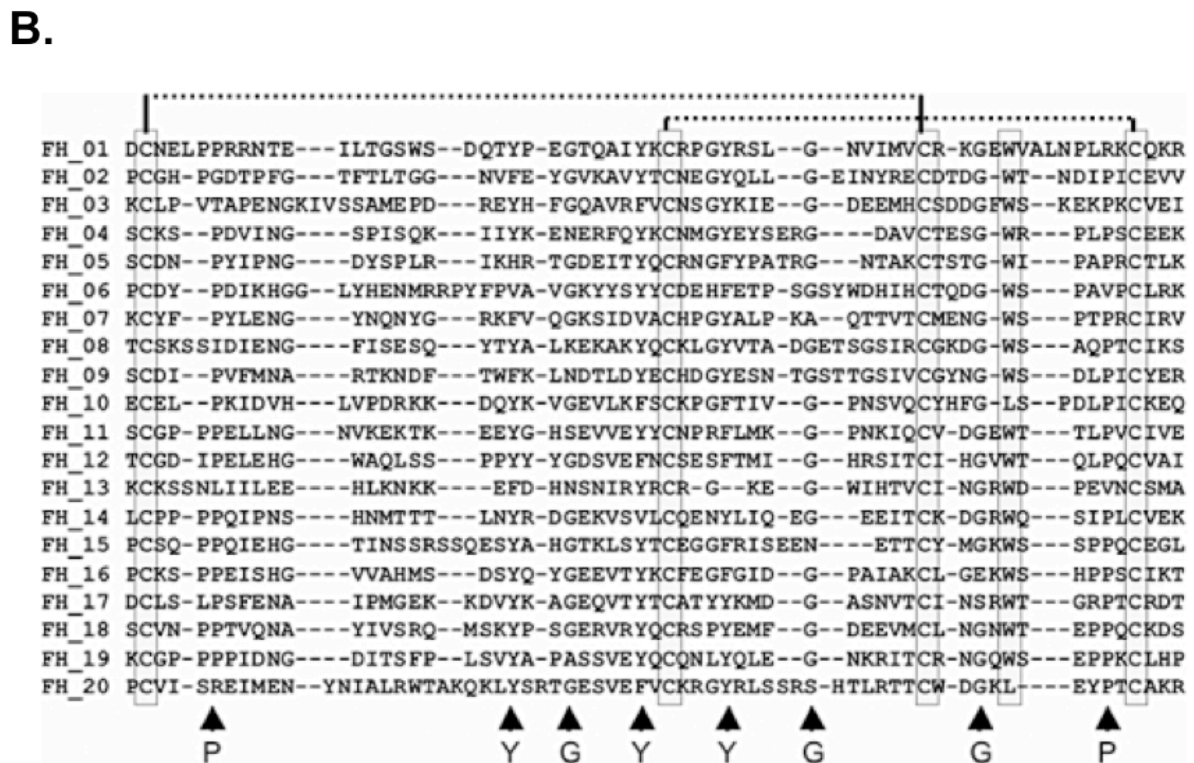 B.
FH_01 DCNELPPRRNTE---ILTGSWS--DQTYP-EGTQAIYKCRPGYRSL--G--NVIMVCR-KGEWVALNPLRKCQKR
FH_02 PCGH-PGDTPFG----TFTLTGG---NVFE-YGVKAVYTCNEGYQLL--G-EINYRECDTDG-WT--NDIPICEVV
FH_03 KCLP-VTAPENGKIVSSAMEPD---REYH-FGQAVRFVCNSGYKIE--G--DEEMHCSDDGFWS--KEKPKCVEI
FH_04 SCKS--PDVING----SPISQK---IIYK-ENERFQYKCNMGYEYSERG----DAVCTESG-WR---PLPSCEEK
FH_05 SCDN--PYIPNG----DYSPLR---IKHR-TGDEITYQCRNGFYPATRG---NTAKCTSTG-WI---PAPRCTLK
FH_06 PCDY--PDIKHGG--LYHENMRRPYFPVA-VGKYYSYYCDEHFETP-SGSYWDHIHCTQDG-WS---PAVPCLRK
FH_07 KCYF--PYLENG----YNQNYG---RKFV-QGKSIDVACHPGYALP-KA--QTTVTCMENG-WS---PTPRCIRV
FH_08 TCSKSSIDIENG----FISESQ---YTYA-LKEKAKYQCKLGYVTA-DGETSGSIRCGKDG-WS---AQPTCIKS
FH_09 SCDI--PVFMNA----RTKNDF---TWFK-LNDTLDYECHDGYESN-TGSTTGSIVCGYNG-WS---DLPICYER
FH_10 ECEL--PKIDVH---LVPDRKK---DQYK-VGEVLKFSCKPGFTIV--G--PNSVQCYHFG-LS--PDLPICKEQ
FH_11 SCGP-PPELLNG---NVKEKTK---EEYG-HSEVVEYYCNPRFLMK--G--PNKIQCV-DGEWT---TLPVCIVE
FH_12 TCGD-IPELEHG----WAQLSS---PPYY-YGDSVEFNCSESFTMI--G--HRSITCI-HGVWT---QLPQCVAI
FH_13 KCKSSNLIILEE----HLKNKK----EFD-HNSNIRYRCR-G--KE--G--WIHTVCI-NGRWD---PEVNCSMA
FH_14 LCPP-PPQIPNS----HNMTTT---LNYR-DGEKVSVLCQENYLIQ-EG---EEITCK-DGRWQ---SIPLCVEK
FH_15 PCSQ-PPQIEHG----TINSSRSSQESYA-HGTKLSYTCEGGFRISEEN----ETTCY-MGKWS---SPPQCEGL
FH_16 PCKS-PPEISHG----VVAHMS---DSYQ-YGEEVTYKCFEGFGID--G--PAIAKCL-GEKWS---HPPSCIKT
FH_17 DCLS-LPSFENA----IPMGEK---KDVYK-AGEQVTYTCATYYKMD--G--ASNVTCI-NSRWT---GRPTCRDT
FH_18 SCVN-PPTVQNA----YIVSRQ--MSKYP-SGERVRYQCRSPYEMF--G--DEEVMCL-NGNWT---EPPQCKDS
FH_19 KCGP-PPPIDNG----DITSFP--LSVYA-PASSVEYQCQNLYQLE--G--NKRITCR-NGQWS---EPPKCLHP
FH_20 PCVI-SREIMEN---YNIALRWTAKQKLYSRTGESVEFVCKRGYRLSSRS-HTLRTTCW-DGKL----EYPTCAKR
P Y G Y Y G G P